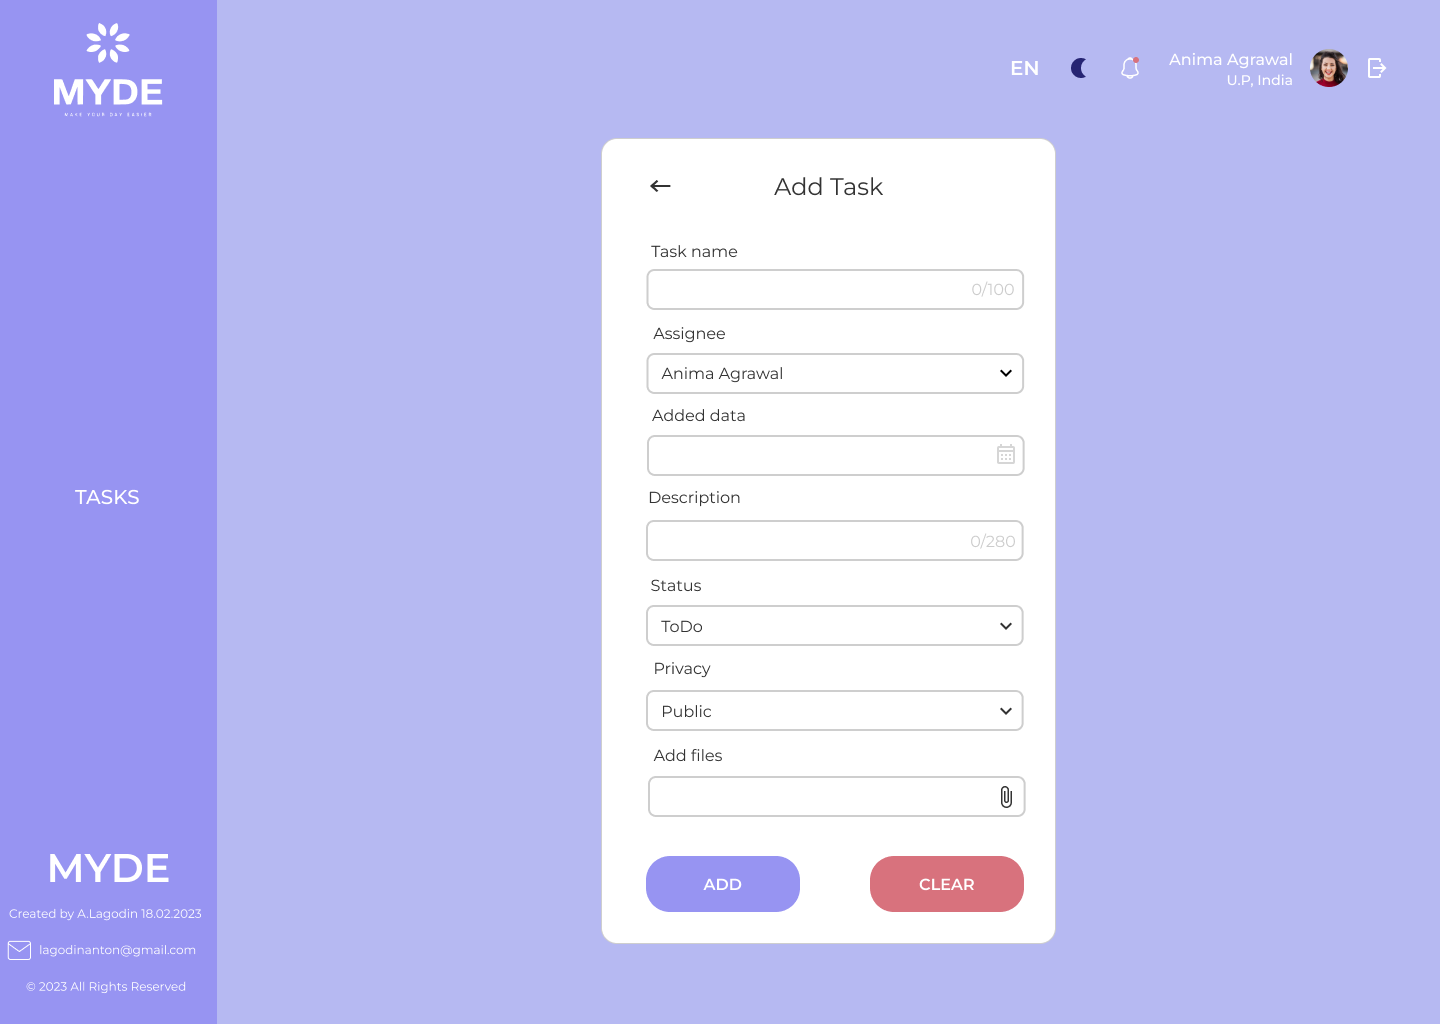 MYDE
MAKE YOUR DAY EASIER
EN
Anima Agrawal
U.P, India
Add Task
Task name
0/100
Assignee
Anima Agrawal
Added data
Description
0/280
Status
ToDo
Privacy
Public
Add files
ADD
CLEAR
TASKS
MYDE
Created by A.Lagodin 18.02.2023
lagodinanton@gmail.com
© 2023 All Rights Reserved